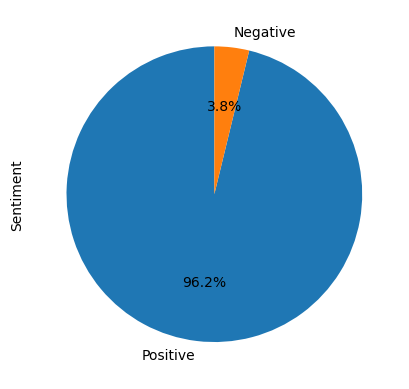 Negative
3.8%
Sentiment
96.2%
Positive